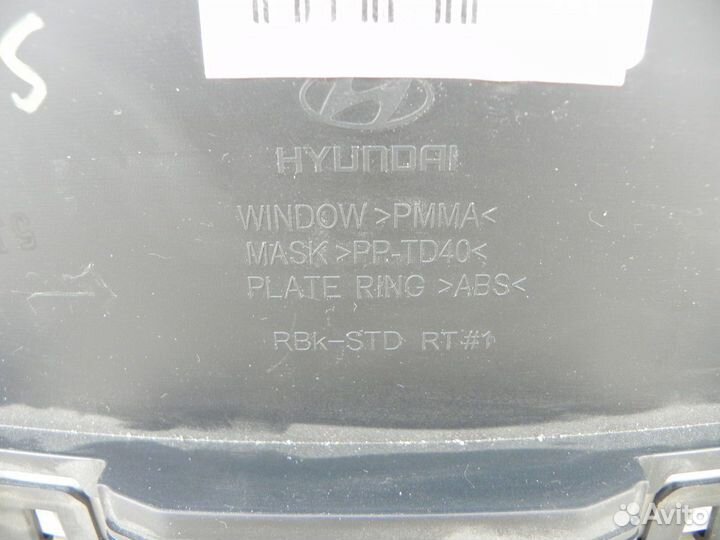 S
HYUNDAI
WINDOW >PMMA<
MASK >PP-TD40<
PLATE RING >ABS<
RBk-STD RT#1
Avito